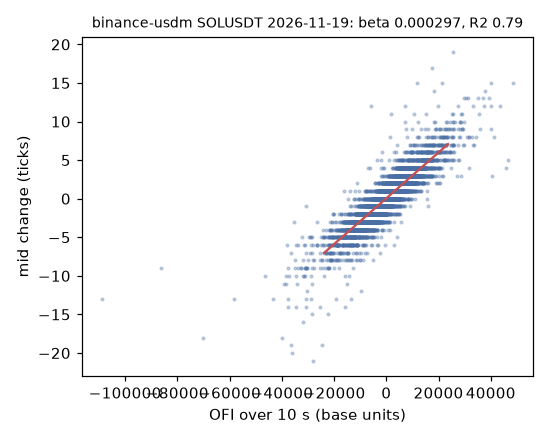 binance-usdm SOLUSDT 2026-11-19: beta 0.000297, R2 0.79
mid change (ticks)
20
15
10
5
0
−5
−10
−15
−20
−100000 −80000 −60000 −40000 −20000 0 20000 40000
OFI over 10 s (base units)